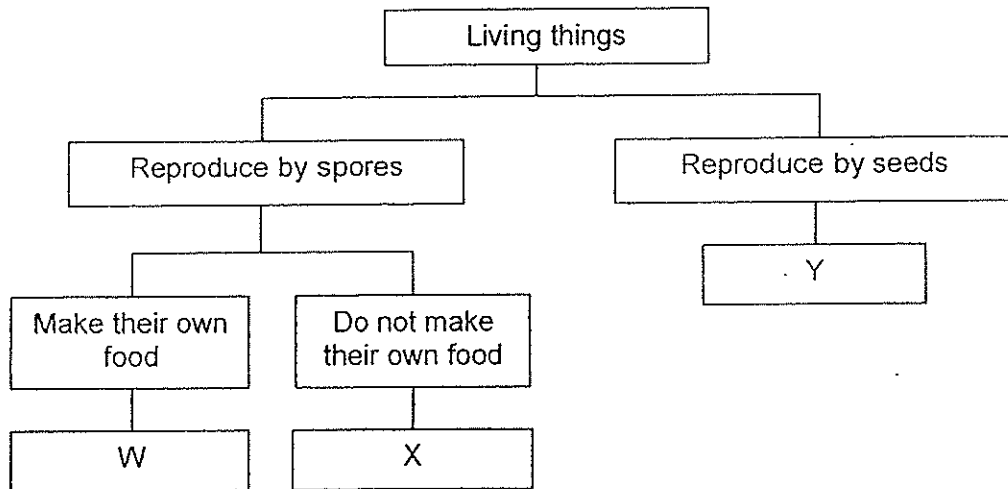 Living things
Reproduce by spores
Reproduce by seeds
Y
Make their own
food
Do not make
their own food
W
X